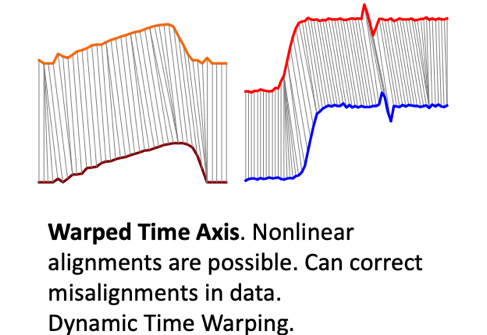 Warped Time Axis. Nonlinear
alignments are possible. Can correct
misalignments in data.
Dynamic Time Warping.